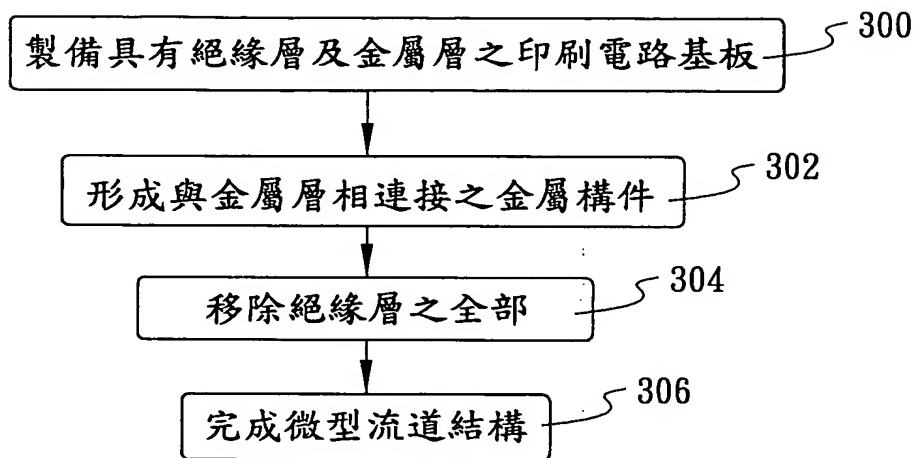 製備具有絕緣層及金屬層之印刷電路基板
300
形成與金屬層相連接之金屬構件
302
移除絕緣層之全部
304
完成微型流道結構
306